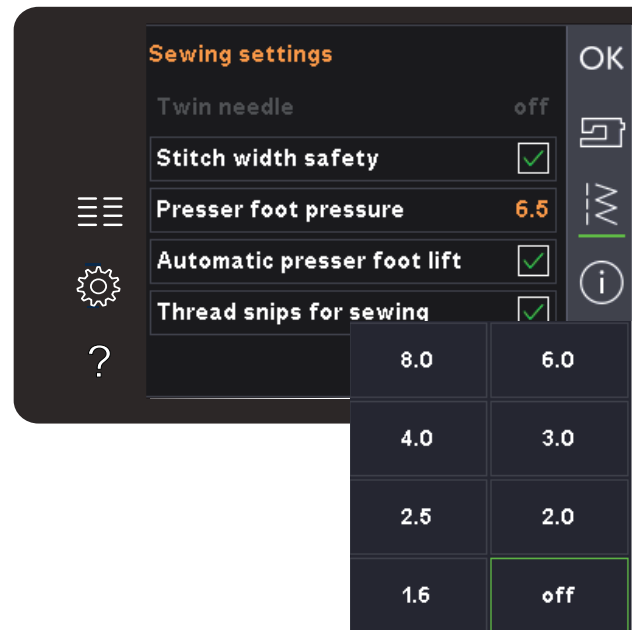 Sewing settings
OK
Twin needle off
Stitch width safety
Presser foot pressure 6.5
Automatic presser foot lift
i
Thread snips for sewing
?
8.0 6.0
4.0 3.0
2.5 2.0
1.6 off